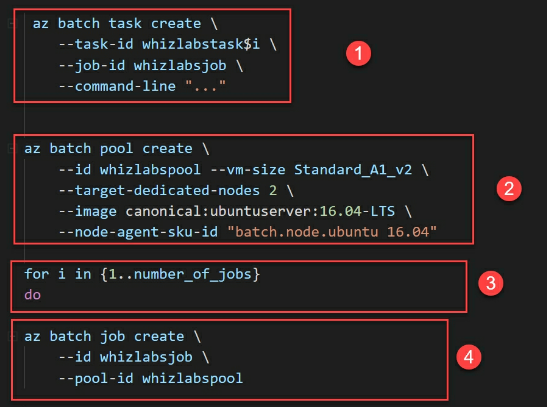 az batch task create \
--task-id whizlabstask$i \
--job-id whizlabsjob \
--command-line "..."
1
az batch pool create \
--id whizlabspool --vm-size Standard_A1_v2 \
--target-dedicated-nodes 2 \
--image canonical:ubuntuserver:16.04-LTS \
--node-agent-sku-id "batch.node.ubuntu 16.04"
2
for i in {1..number_of_jobs}
do
3
az batch job create \
--id whizlabsjob \
--pool-id whizlabspool
4